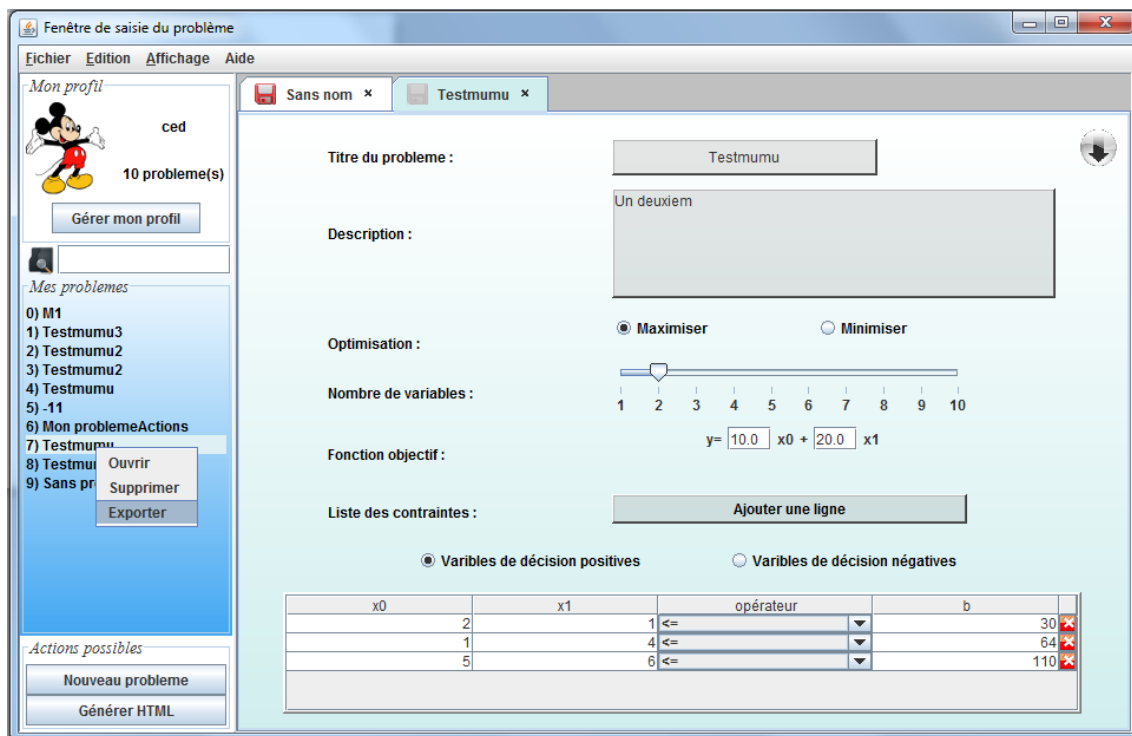 Fenêtre de saisie du problème
Fichier Edition Affichage Aide
Mon profil
ced
10 probleme(s)
Gérer mon profil
Mes problemes
0) M1
1) Testmumu3
2) Testmumu2
3) Testmumu2
4) Testmumu
5) -11
6) Mon problemeActions
7) Testmumu
8) Testmu
9) Sans pr
Ouvrir
Supprimer
Exporter
Actions possibles
Nouveau probleme
Générer HTML
Sans nom ×
Testmumu ×
Titre du probleme :
Testmumu
Description :
Un deuxiem
Optimisation :
Maximiser Minimiser
Nombre de variables :
1 2 3 4 5 6 7 8 9 10
Fonction objectif :
y= 10.0 x0 + 20.0 x1
Liste des contraintes :
Ajouter une ligne
Varibles de décision positives Varibles de décision négatives
x0 x1 opérateur b
2 1 <= 30
1 4 <= 64
5 6 <= 110